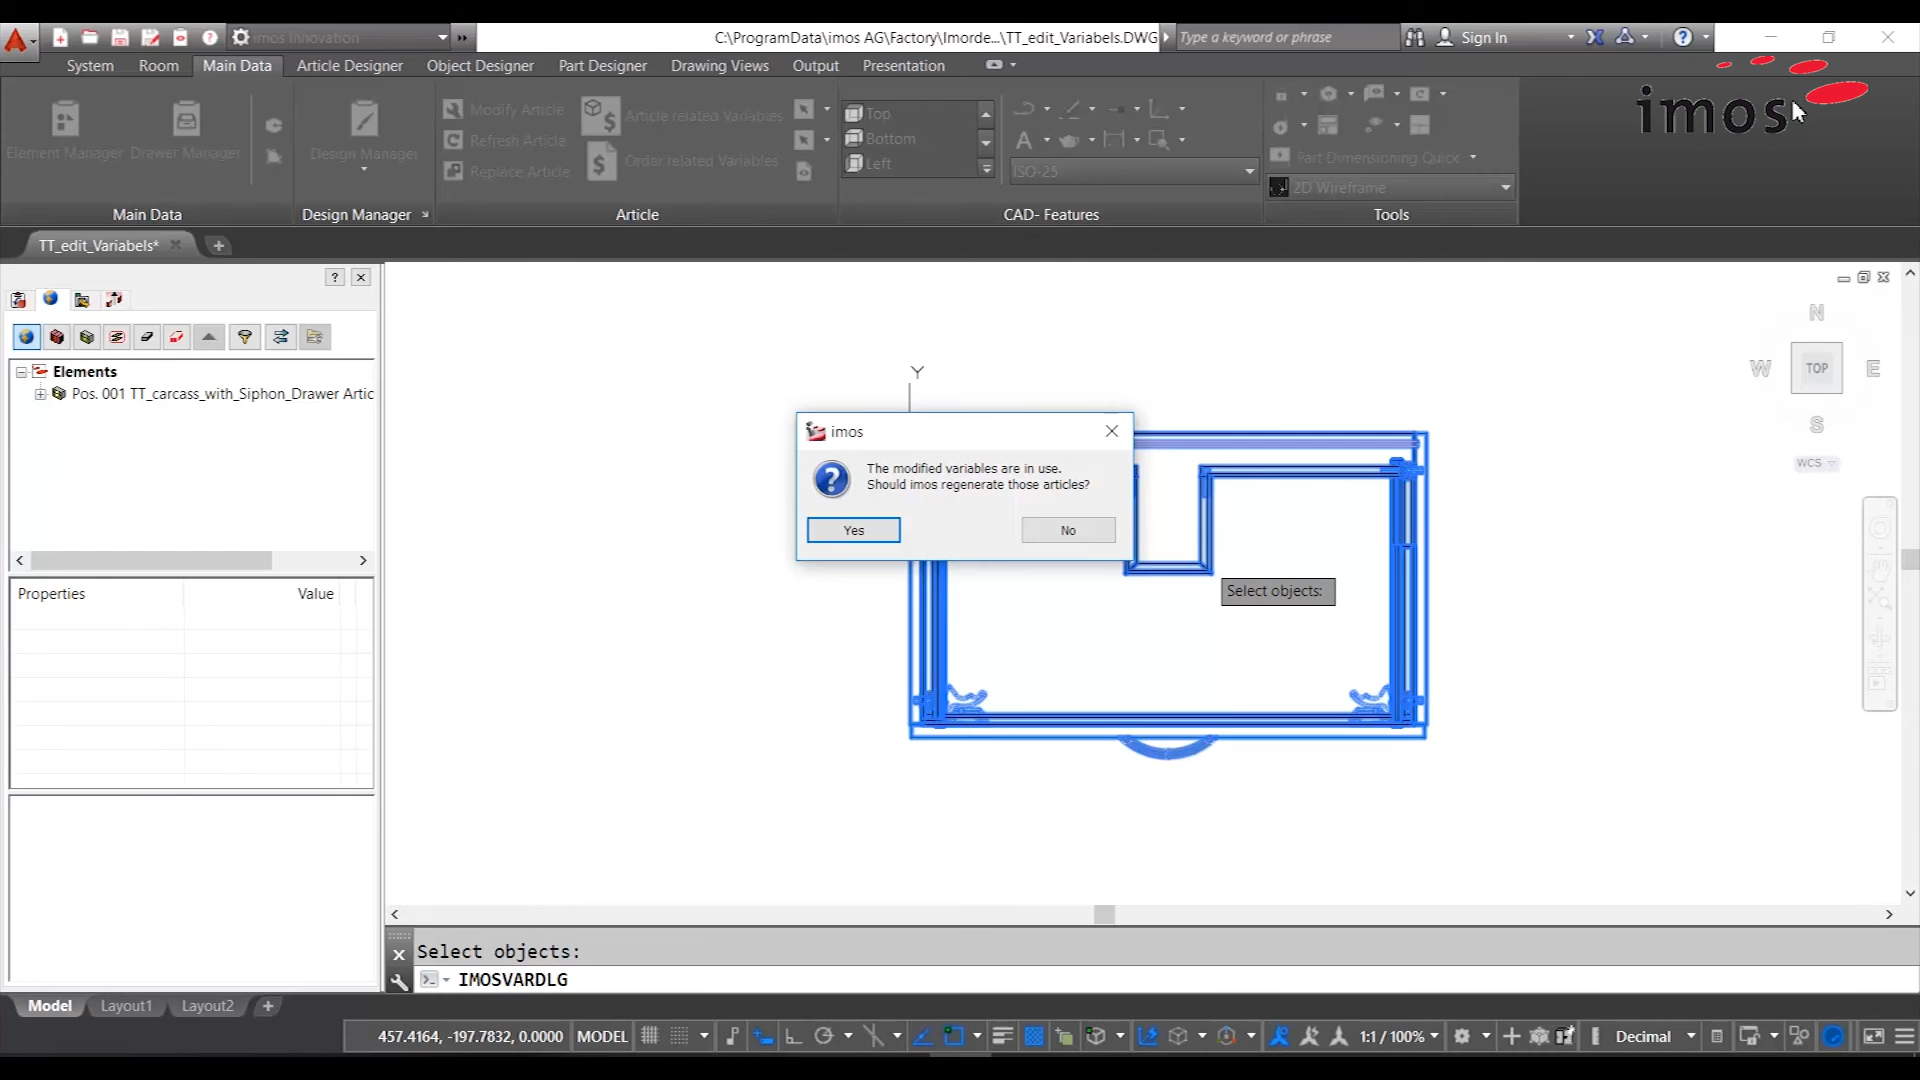 imos Innovation
C:\ProgramData\imos AG\Factory\Imorde...\TT_edit_Variabels.DWG
Type a keyword or phrase
Sign In
System Room Main Data Article Designer Object Designer Part Designer Drawing Views Output Presentation
imos
Element Manager
Drawer Manager
Design Manager
Modify Article
Refresh Article
Replace Article
Article related Variables
Order related Variables
Top
Bottom
Left
A
ISO-25
Part Dimensioning Quick
2D Wireframe
Main Data
Design Manager
Article
CAD- Features
Tools
TT_edit_Variabels*
Elements
Pos. 001 TT_carcass_with_Siphon_Drawer Artic
Properties Value
Y
imos
The modified variables are in use.
Should imos regenerate those articles?
Yes No
Select objects:
N
W TOP E
S
WCS
Select objects:
IMOSVARDLG
Model Layout1 Layout2
457.4164, -197.7832, 0.0000 MODEL 1:1 / 100% Decimal